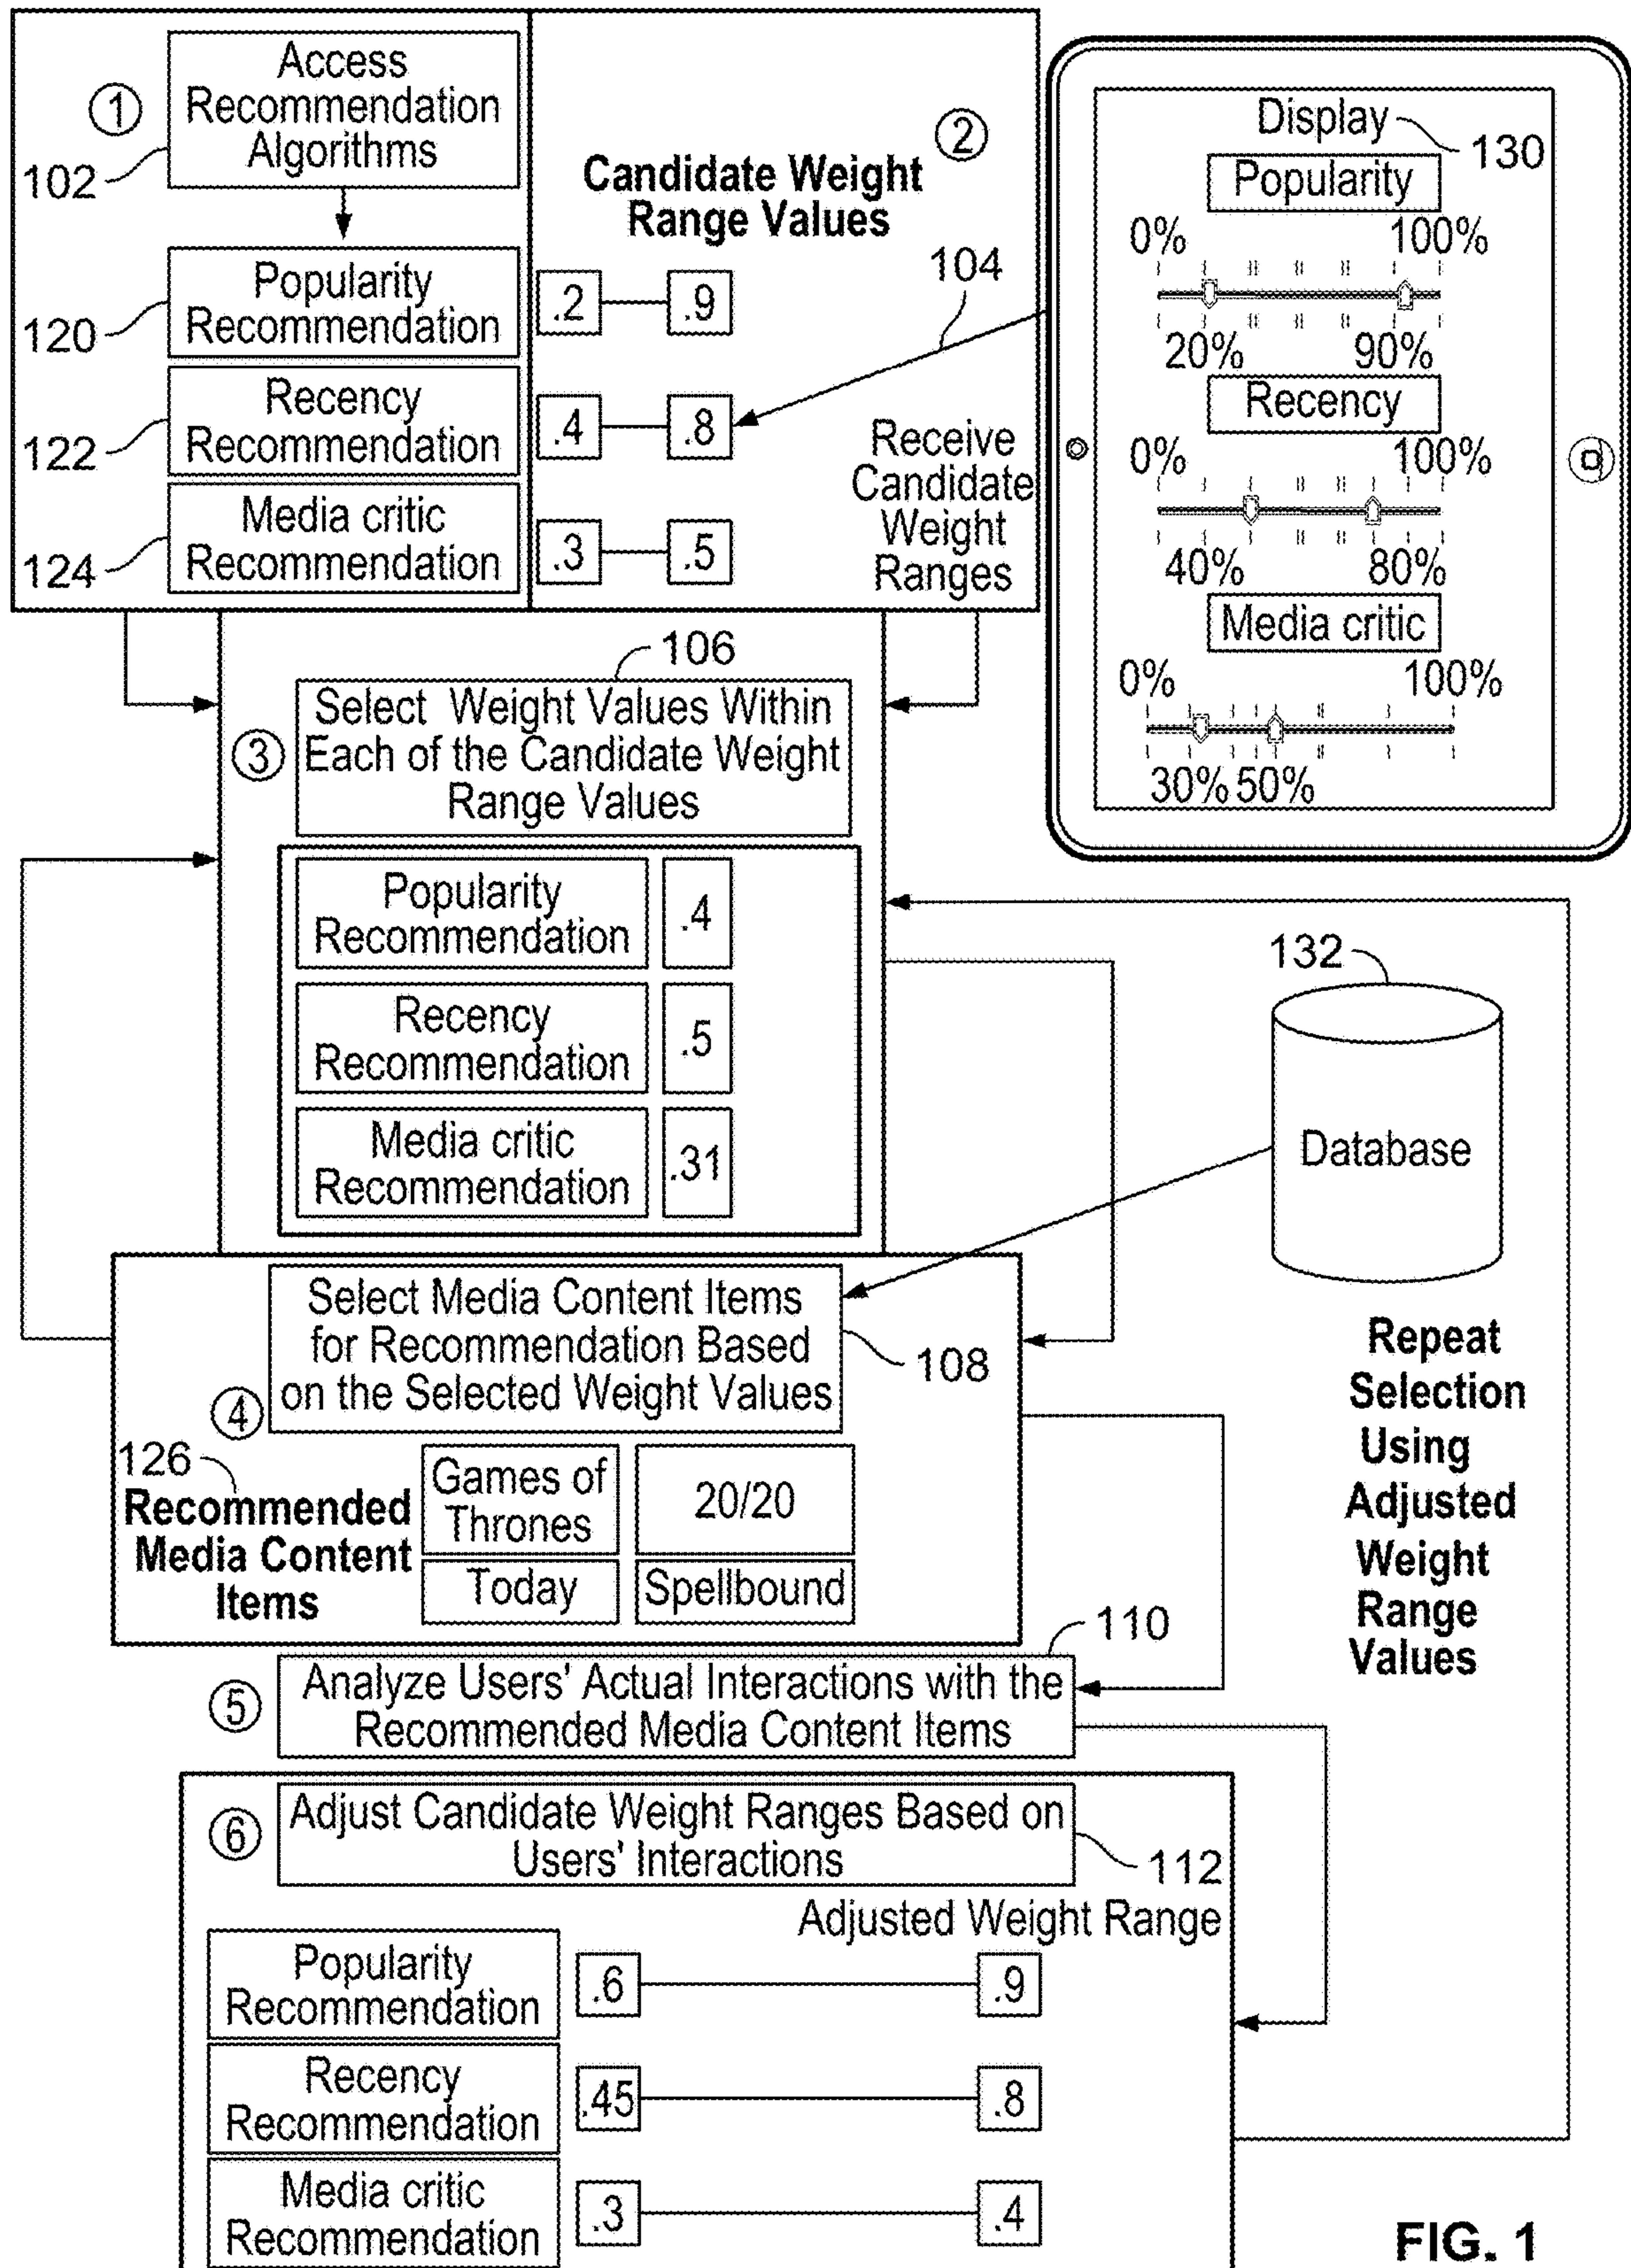 ①
Access
Recommendation
Algorithms
102
Popularity
Recommendation
120
Recency
Recommendation
122
Media critic
Recommendation
124
②
Candidate Weight
Range Values
.2
.9
104
.4
.8
.3
.5
Receive
Candidate
Weight
Ranges
Display
130
Popularity
0%
100%
20%
90%
Recency
0%
100%
40%
80%
Media critic
0%
100%
30%
50%
106
③
Select Weight Values Within
Each of the Candidate Weight
Range Values
Popularity
Recommendation
.4
Recency
Recommendation
.5
Media critic
Recommendation
.31
132
Database
④
Select Media Content Items
for Recommendation Based
on the Selected Weight Values
108
126
Recommended
Media Content
Items
Games of
Thrones
20/20
Today
Spellbound
Repeat
Selection
Using
Adjusted
Weight
Range
Values
110
⑤
Analyze Users' Actual Interactions with the
Recommended Media Content Items
⑥
Adjust Candidate Weight Ranges Based on
Users' Interactions
112
Adjusted Weight Range
Popularity
Recommendation
.6
.9
Recency
Recommendation
.45
.8
Media critic
Recommendation
.3
.4
FIG. 1